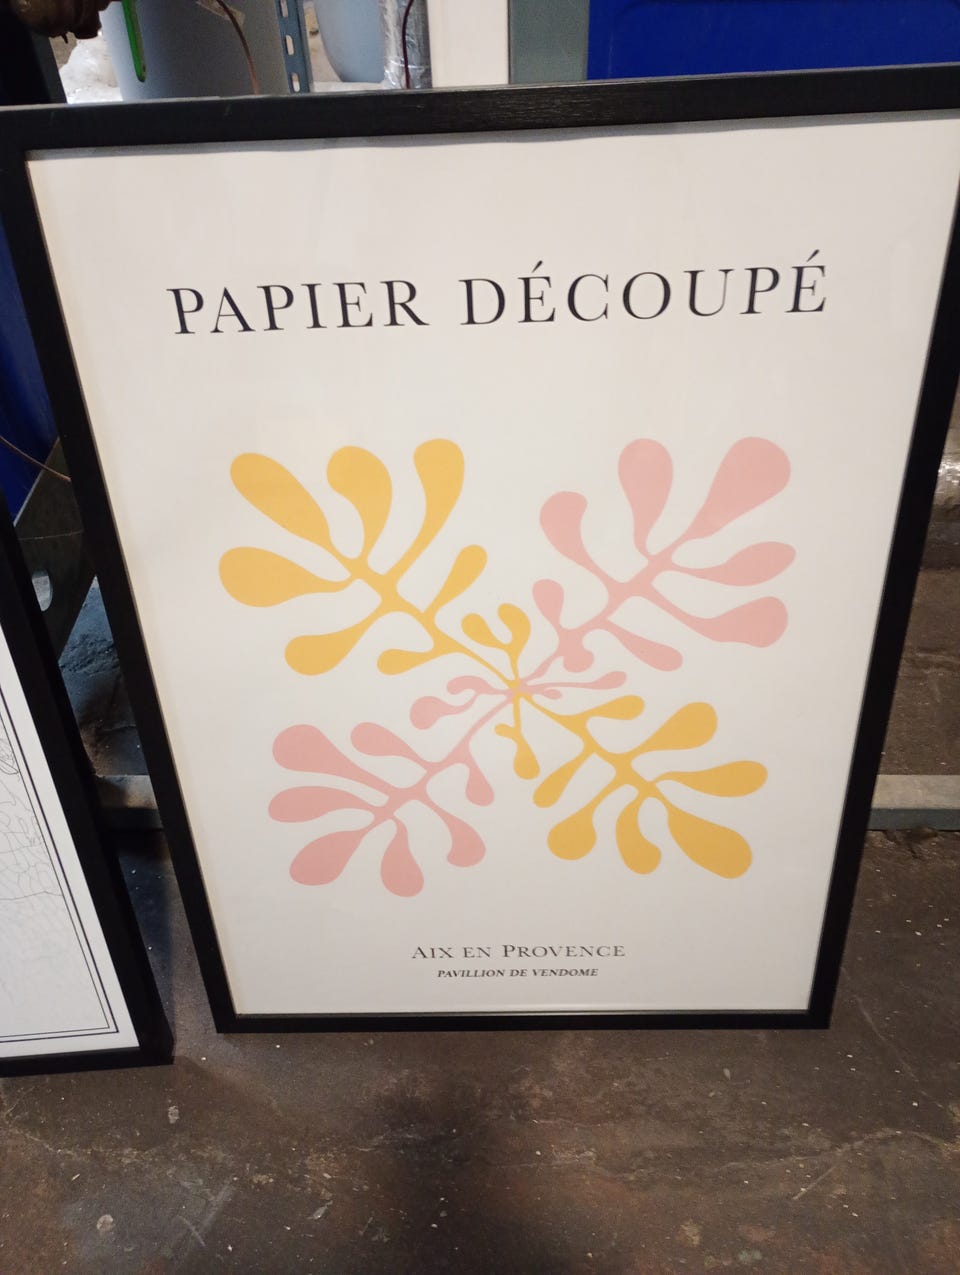 PAPIER DÉCOUPÉ
AIX EN PROVENCE
PAVILLION DE VENDOME